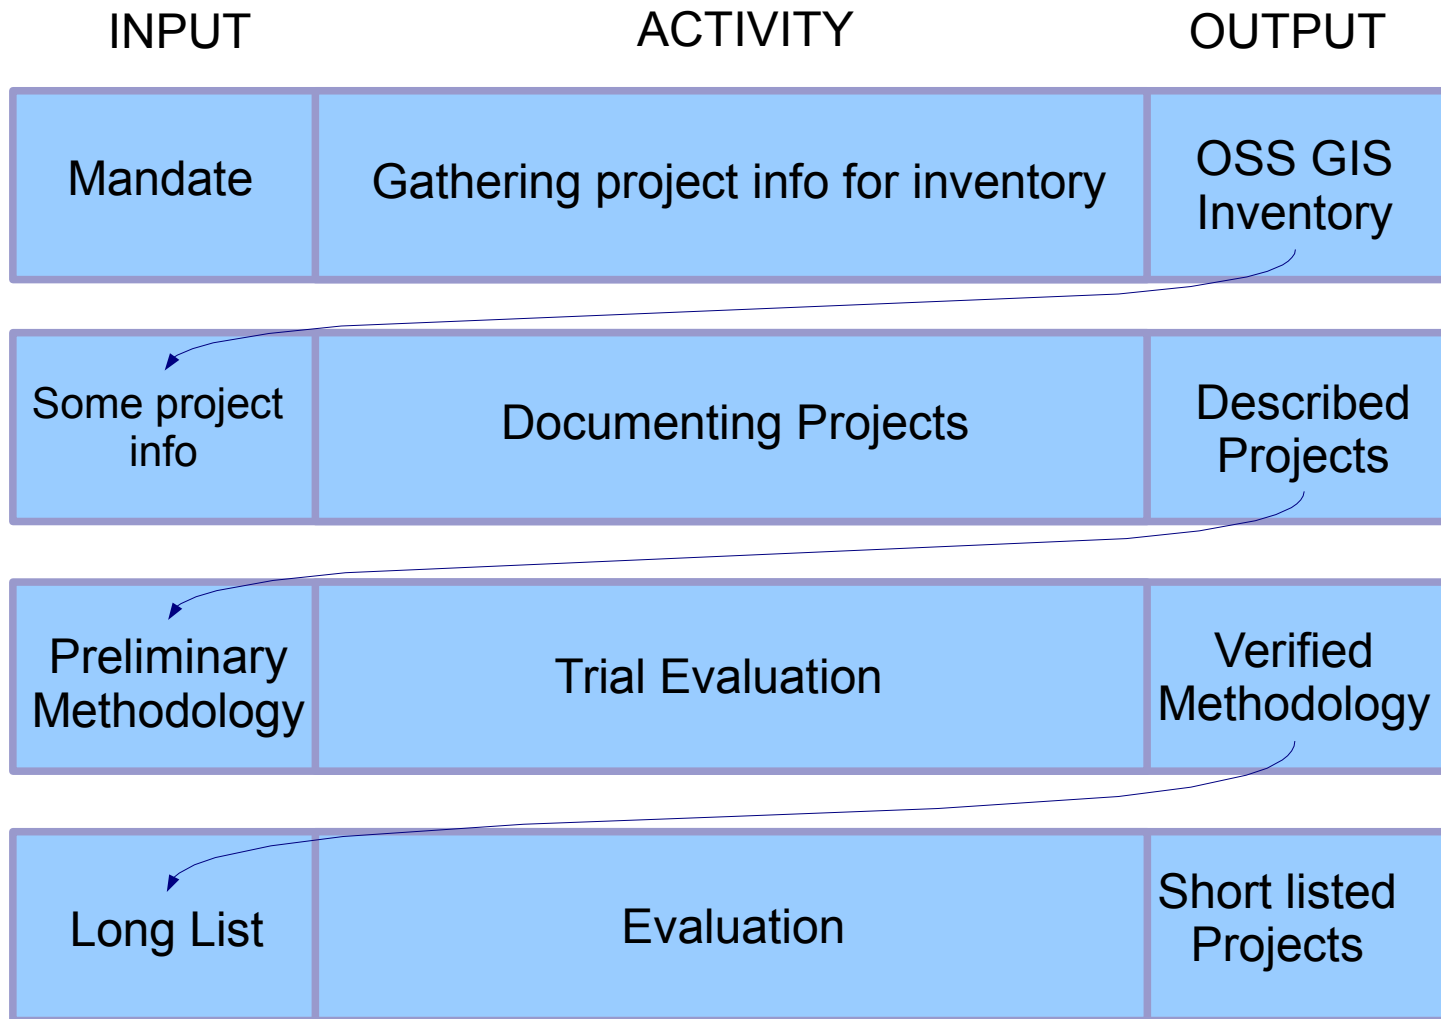 INPUT
ACTIVITY
OUTPUT
Mandate
Gathering project info for inventory
OSS GIS
Inventory
Some project
info
Documenting Projects
Described
Projects
Preliminary
Methodology
Trial Evaluation
Verified
Methodology
Long List
Evaluation
Short listed
Projects